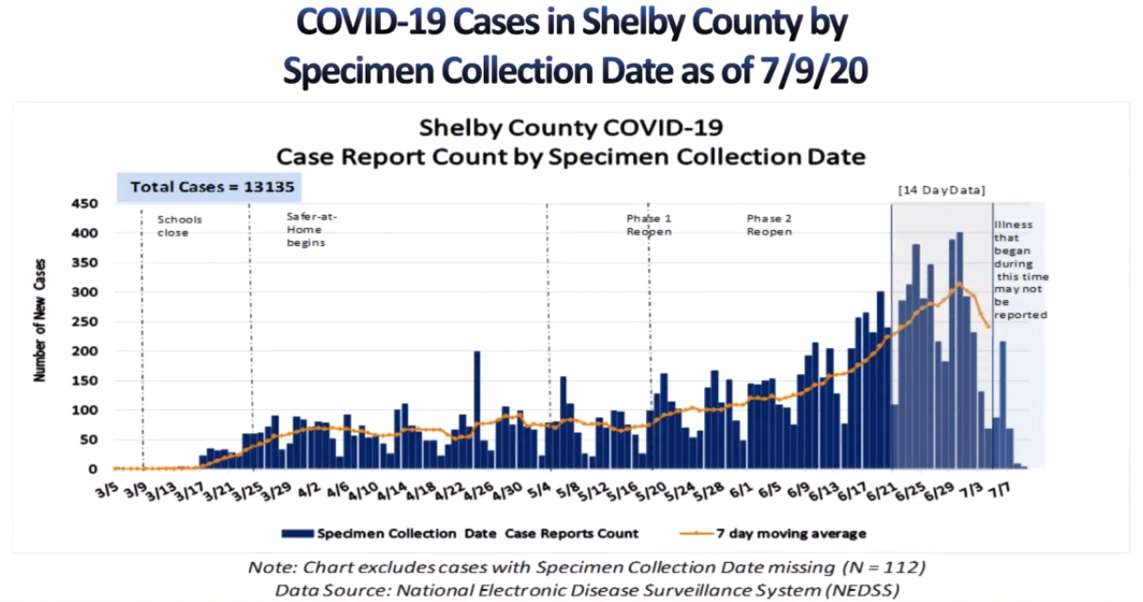 COVID-19 Cases in Shelby County by
Specimen Collection Date as of 7/9/20
Shelby County COVID-19
Case Report Count by Specimen Collection Date
Total Cases = 13135
[14 DayData]
Schools
close
Safer-at-
Home
begins
Phase 1
Reopen
Phase 2
Reopen
Illness
that
began
during
this time
may not
be
reported
Number of New Cases
450
400
350
300
250
200
150
100
50
0
3/5 3/9 3/13 3/17 3/21 3/25 3/29 4/2 4/6 4/10 4/14 4/18 4/22 4/26 4/30 5/4 5/8 5/12 5/16 5/20 5/24 5/28 6/1 6/5 6/9 6/13 6/17 6/21 6/25 6/29 7/3 7/7
Specimen Collection Date Case Reports Count
7 day moving average
Note: Chart excludes cases with Specimen Collection Date missing (N = 112)
Data Source: National Electronic Disease Surveillance System (NEDSS)